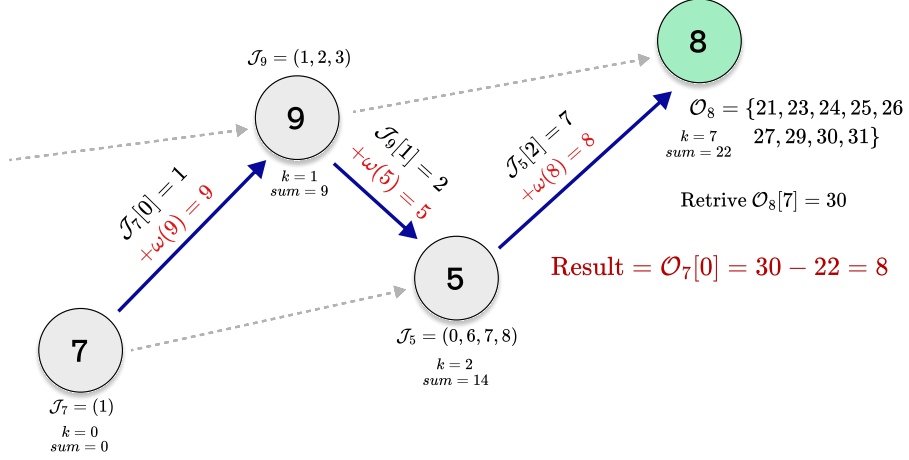 8
𝒥₉ = (1, 2, 3)
9
k = 1
sum = 9
𝒥₉[1] = 2
+ω(5) = 5
𝒥₅[2] = 7
+ω(8) = 8
𝒪₈ = {21, 23, 24, 25, 26
27, 29, 30, 31}
k = 7
sum = 22
Retrive 𝒪₈[7] = 30
𝒥₇[0] = 1
+ω(9) = 9
Result = 𝒪₇[0] = 30 − 22 = 8
5
𝒥₅ = (0, 6, 7, 8)
k = 2
sum = 14
7
𝒥₇ = (1)
k = 0
sum = 0